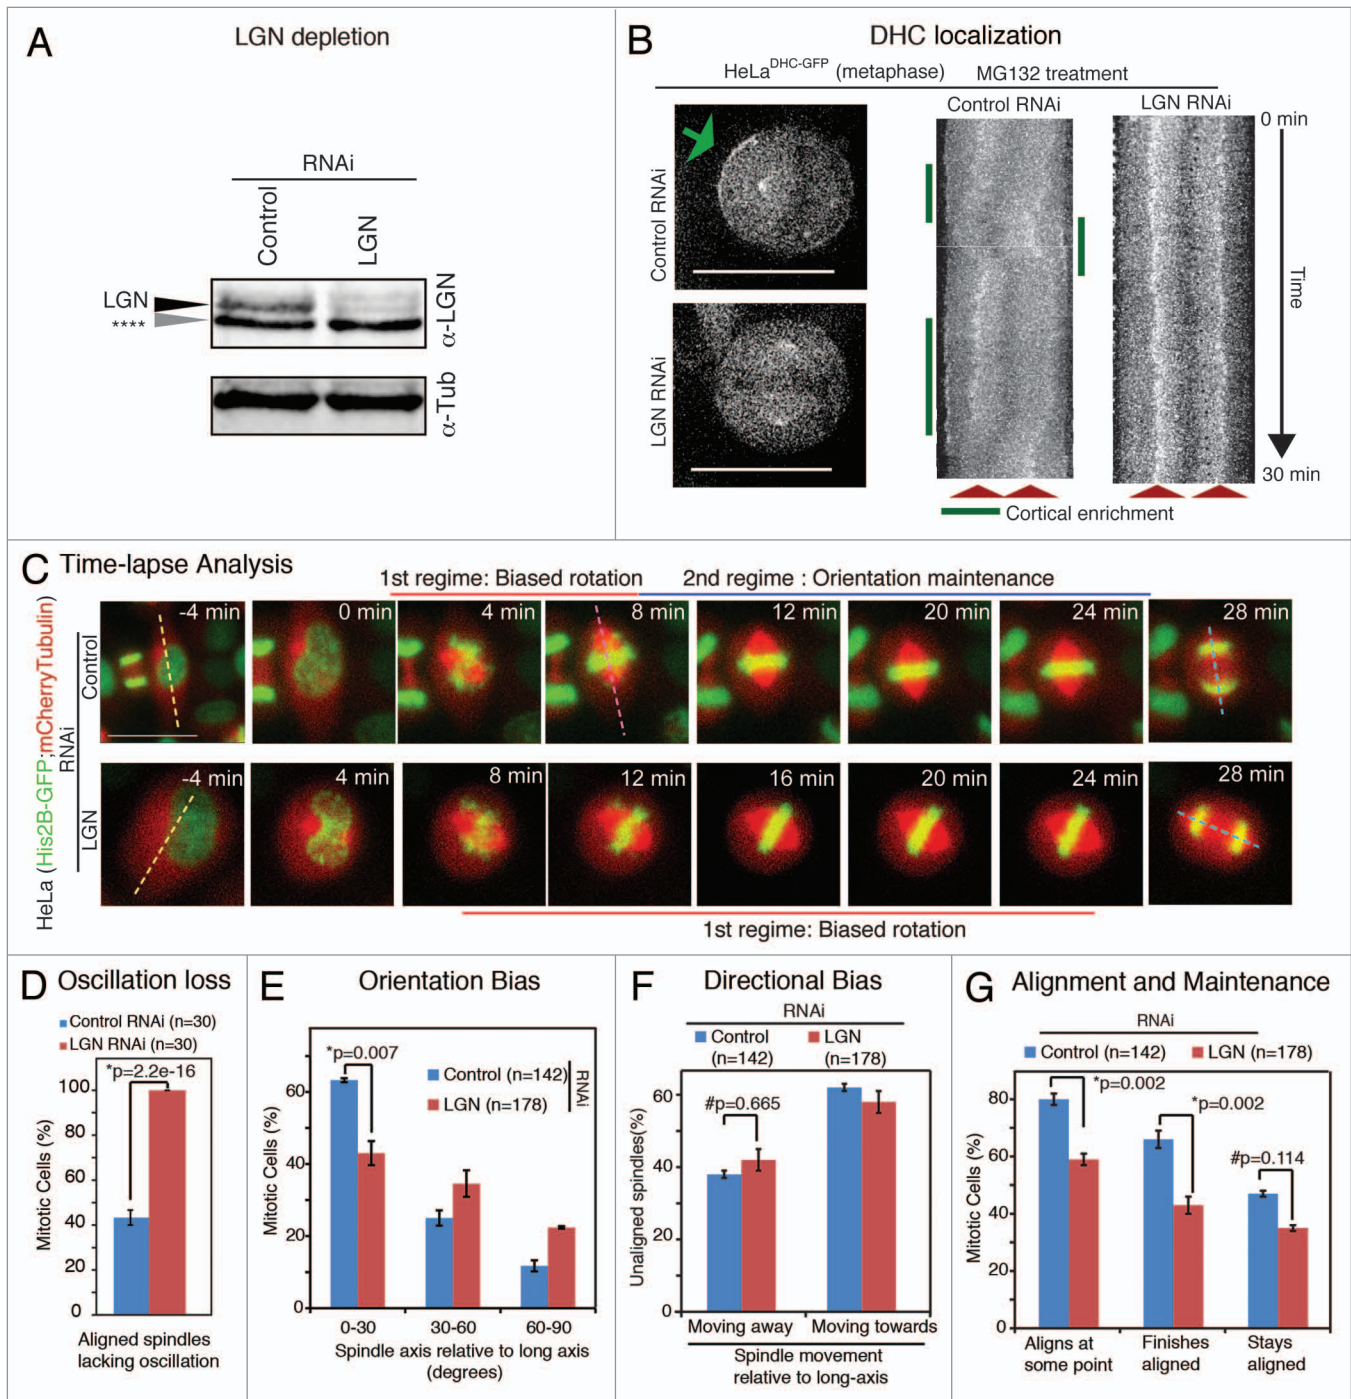 A
LGN depletion
RNAi
Control
LGN
LGN
****
α-LGN
α-Tub
B
DHC localization
HeLa^DHC-GFP (metaphase)
MG132 treatment
Control RNAi
LGN RNAi
Control RNAi
LGN RNAi
0 min
Time
30 min
Cortical enrichment
C
Time-lapse Analysis
1st regime: Biased rotation
2nd regime : Orientation maintenance
HeLa (His2B-GFP;mCherryTubulin)
RNAi
Control
-4 min
0 min
4 min
8 min
12 min
20 min
24 min
28 min
LGN
-4 min
4 min
8 min
12 min
16 min
20 min
24 min
28 min
1st regime: Biased rotation
D
Oscillation loss
Control RNAi (n=30)
LGN RNAi (n=30)
*p=2.2e-16
Mitotic Cells (%)
100
80
60
40
20
0
Aligned spindles
lacking oscillation
E
Orientation Bias
*p=0.007
Control (n=142)
LGN (n=178)
RNAi
Mitotic Cells (%)
60
40
20
0
0-30
30-60
60-90
Spindle axis relative to long axis
(degrees)
F
Directional Bias
RNAi
Control
(n=142)
LGN
(n=178)
#p=0.665
Unaligned spindles(%)
60
40
20
0
Moving away
Moving towards
Spindle movement
relative to long-axis
G
Alignment and Maintenance
RNAi
Control (n=142)
LGN (n=178)
*p=0.002
*p=0.002
#p=0.114
Mitotic Cells (%)
80
60
40
20
0
Aligns at
some point
Finishes
aligned
Stays
aligned